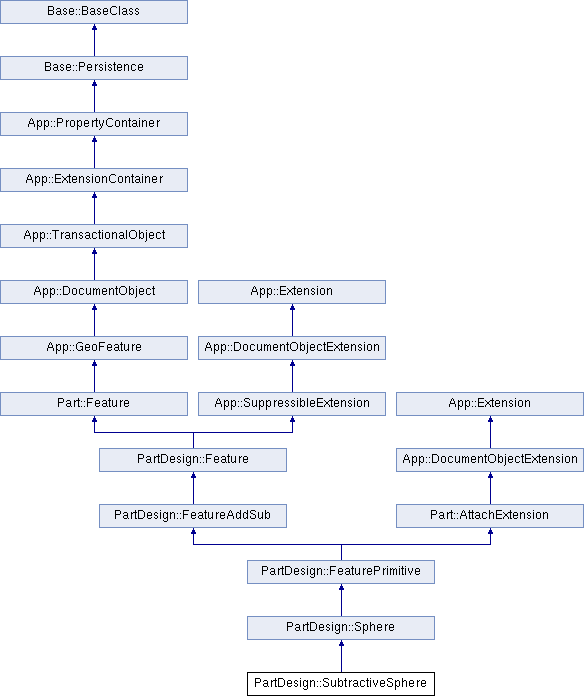 Base::BaseClass
Base::Persistence
App::PropertyContainer
App::ExtensionContainer
App::TransactionalObject
App::DocumentObject
App::Extension
App::GeoFeature
App::DocumentObjectExtension
Part::Feature
App::SuppressibleExtension
App::Extension
PartDesign::Feature
App::DocumentObjectExtension
PartDesign::FeatureAddSub
Part::AttachExtension
PartDesign::FeaturePrimitive
PartDesign::Sphere
PartDesign::SubtractiveSphere